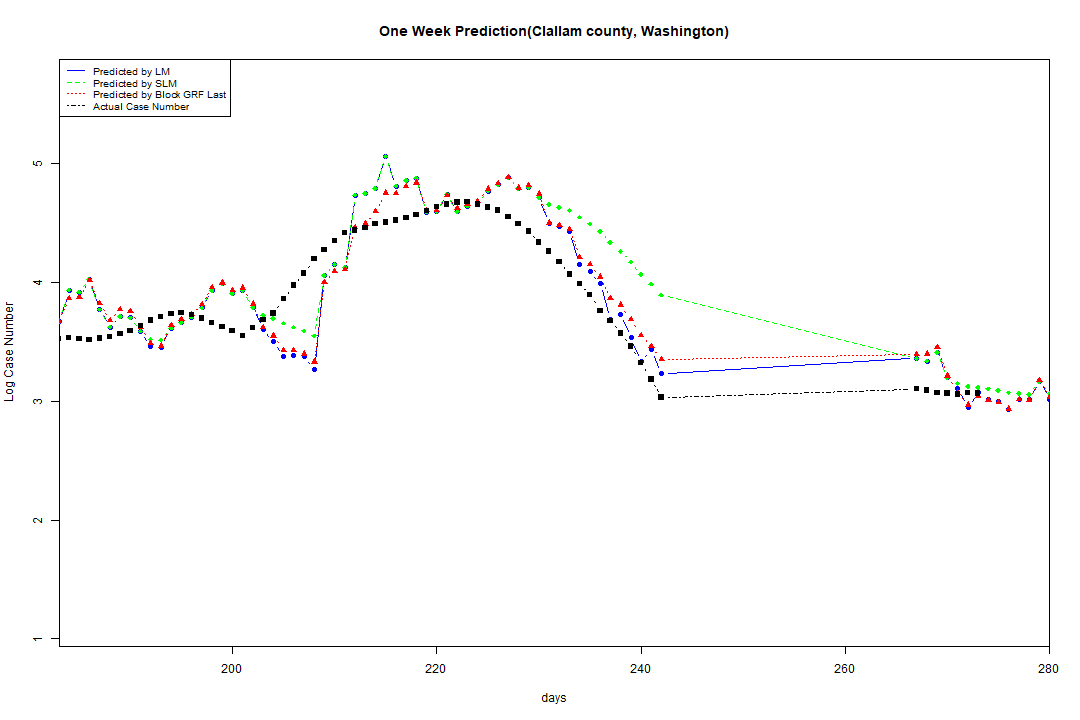 One Week Prediction(Clallam county, Washington)
Predicted by LM
Predicted by SLM
Predicted by Block GRF Last
Actual Case Number
5
4
3
2
1
Log Case Number
200 220 240 260 280
days